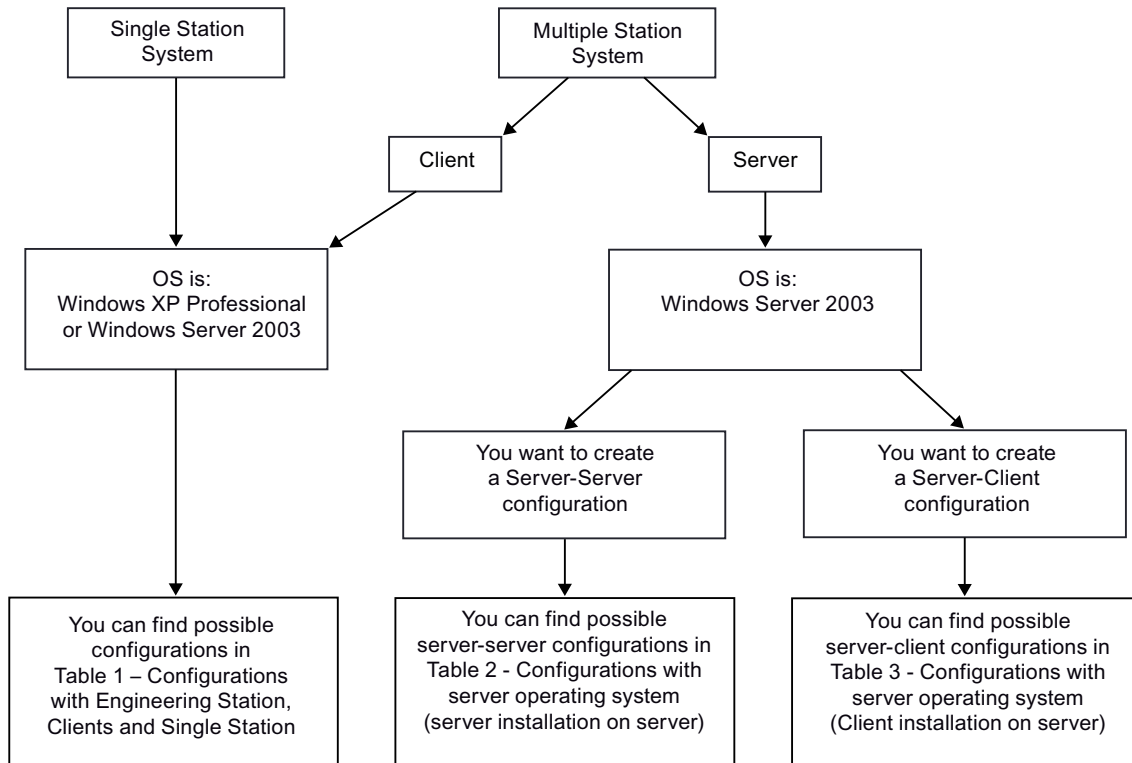 Single Station
System
Multiple Station
System
Client
Server
OS is:
Windows XP Professional
or Windows Server 2003
OS is:
Windows Server 2003
You want to create
a Server-Server
configuration
You want to create
a Server-Client
configuration
You can find possible
configurations in
Table 1 – Configurations
with Engineering Station,
Clients and Single Station
You can find possible
server-server configurations in
Table 2 - Configurations with
server operating system
(server installation on server)
You can find possible
server-client configurations in
Table 3 - Configurations with
server operating system
(Client installation on server)